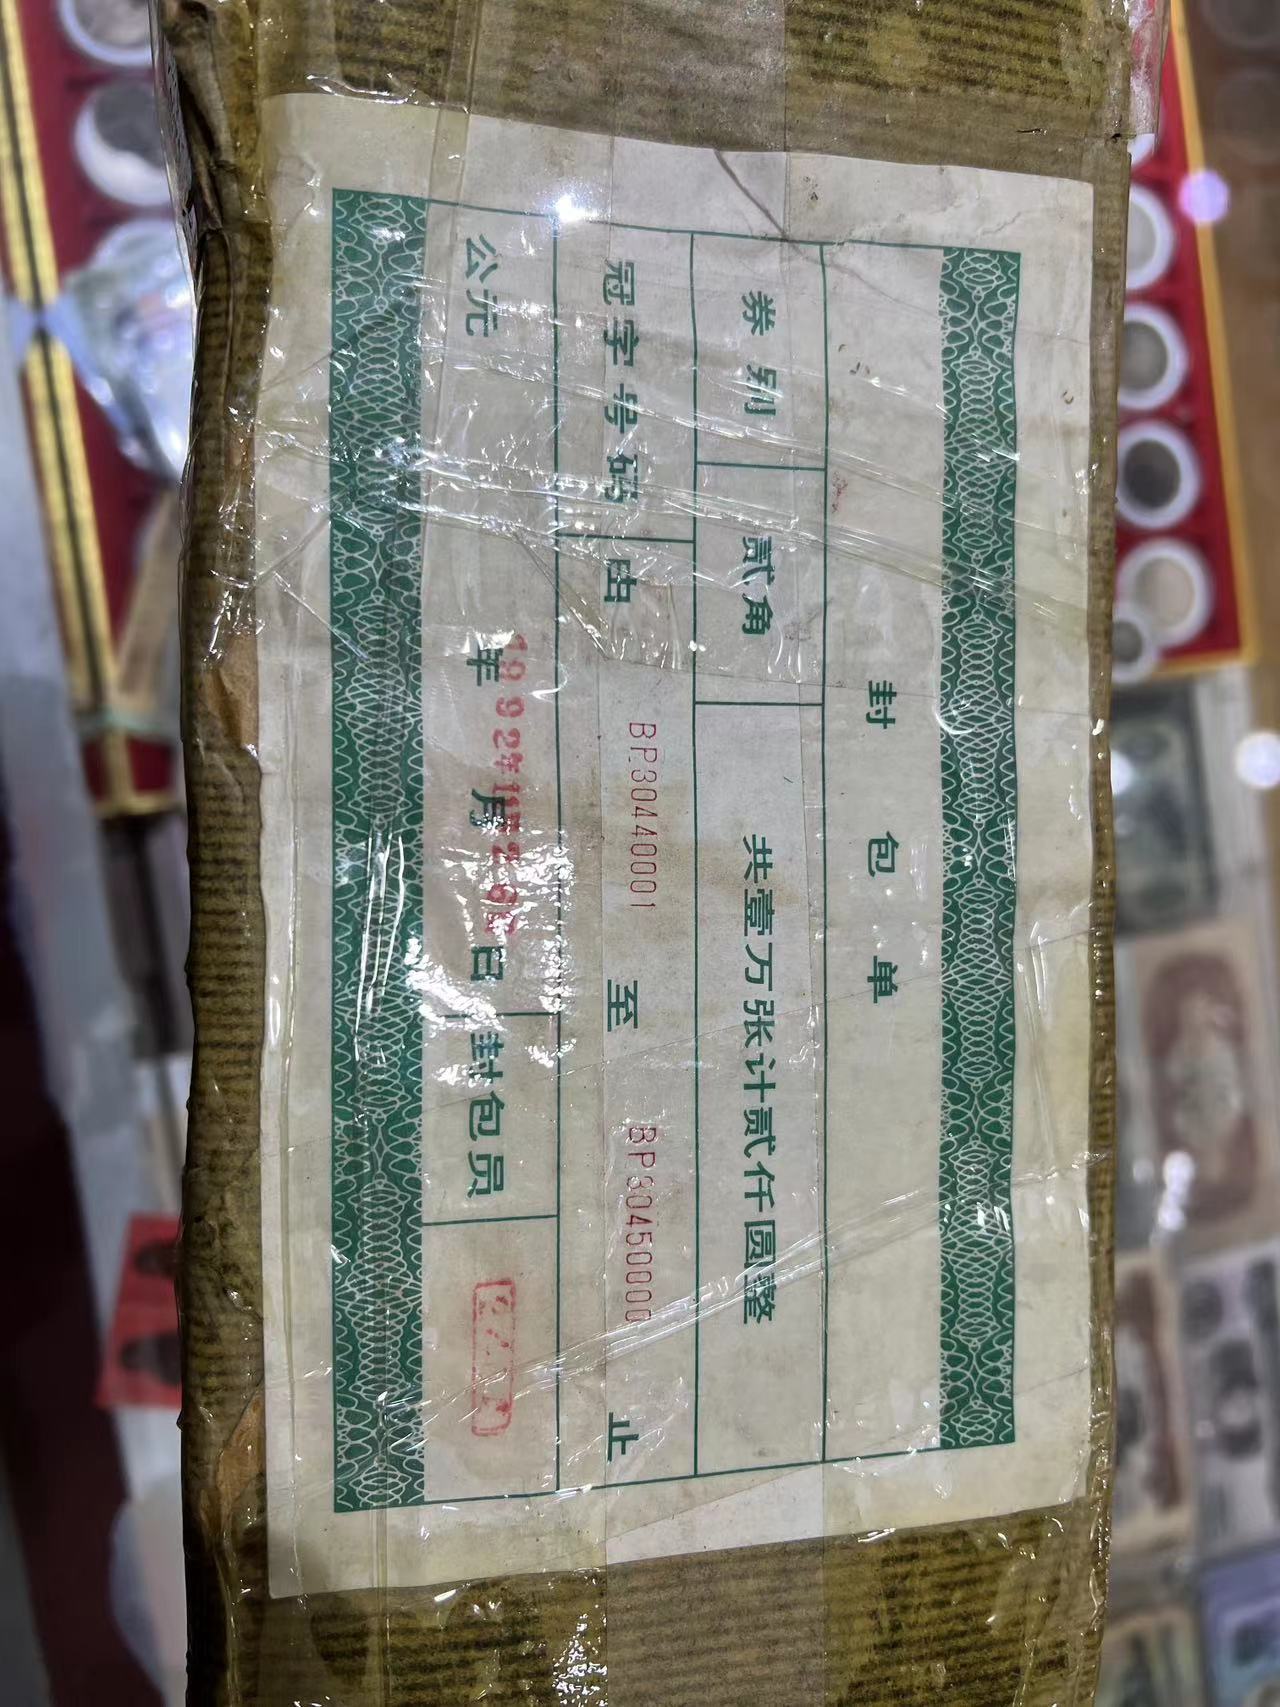 封包单
券别 贰角 共壹万张计贰仟圆整
冠字号码 由 BP30440001 至 BP30450000 止
公元 年 月 日 封包员